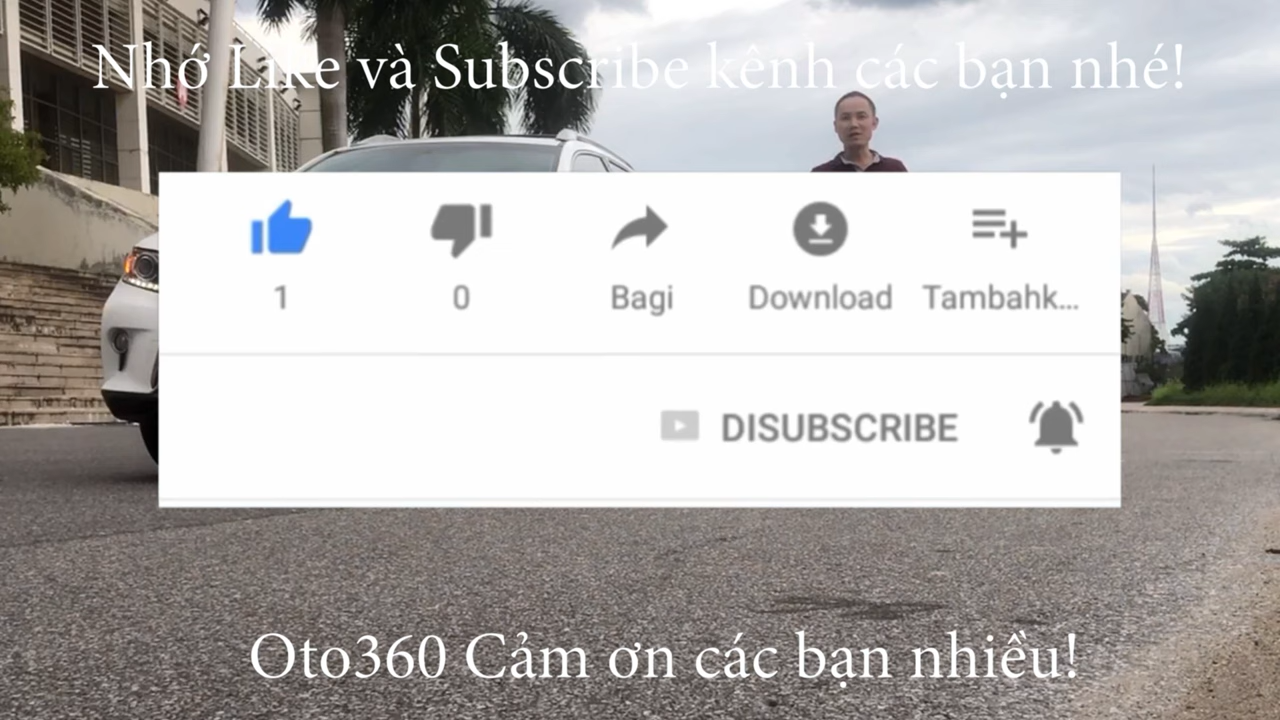 Nhớ Like và Subscribe kênh các bạn nhé!
1
0
Bagi
Download
Tambahk...
DISUBSCRIBE
Oto360 Cảm ơn các bạn nhiều!